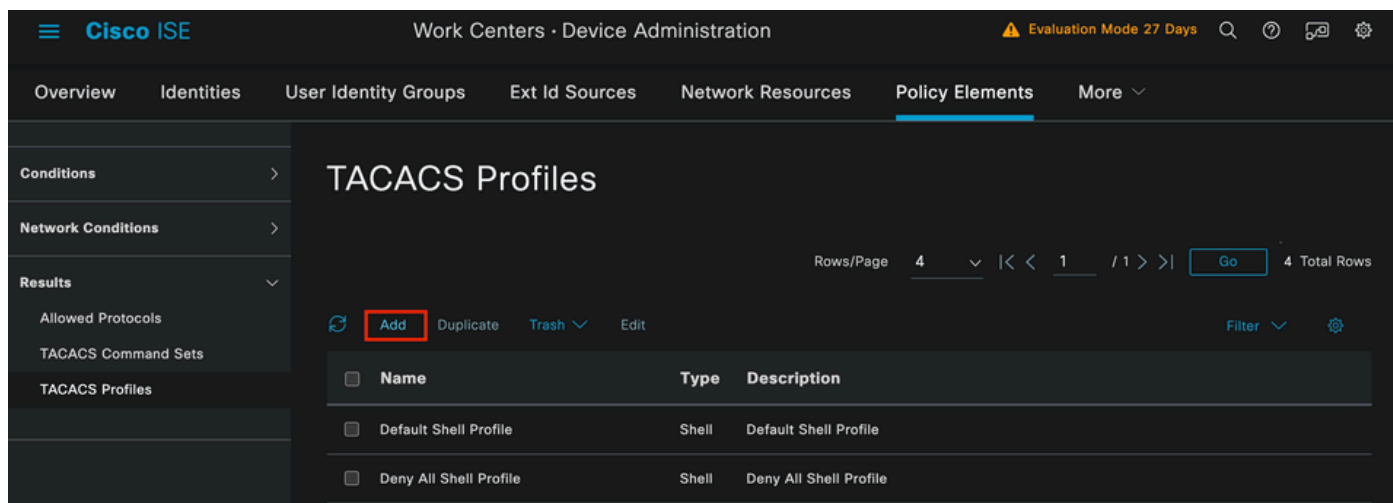 Cisco ISE
Work Centers · Device Administration
Evaluation Mode 27 Days
Overview Identities User Identity Groups Ext Id Sources Network Resources Policy Elements More
Conditions
Network Conditions
Results
Allowed Protocols
TACACS Command Sets
TACACS Profiles
TACACS Profiles
Rows/Page 4 |< < 1 / 1 > >| Go 4 Total Rows
Add Duplicate Trash Edit Filter
Name Type Description
Default Shell Profile Shell Default Shell Profile
Deny All Shell Profile Shell Deny All Shell Profile